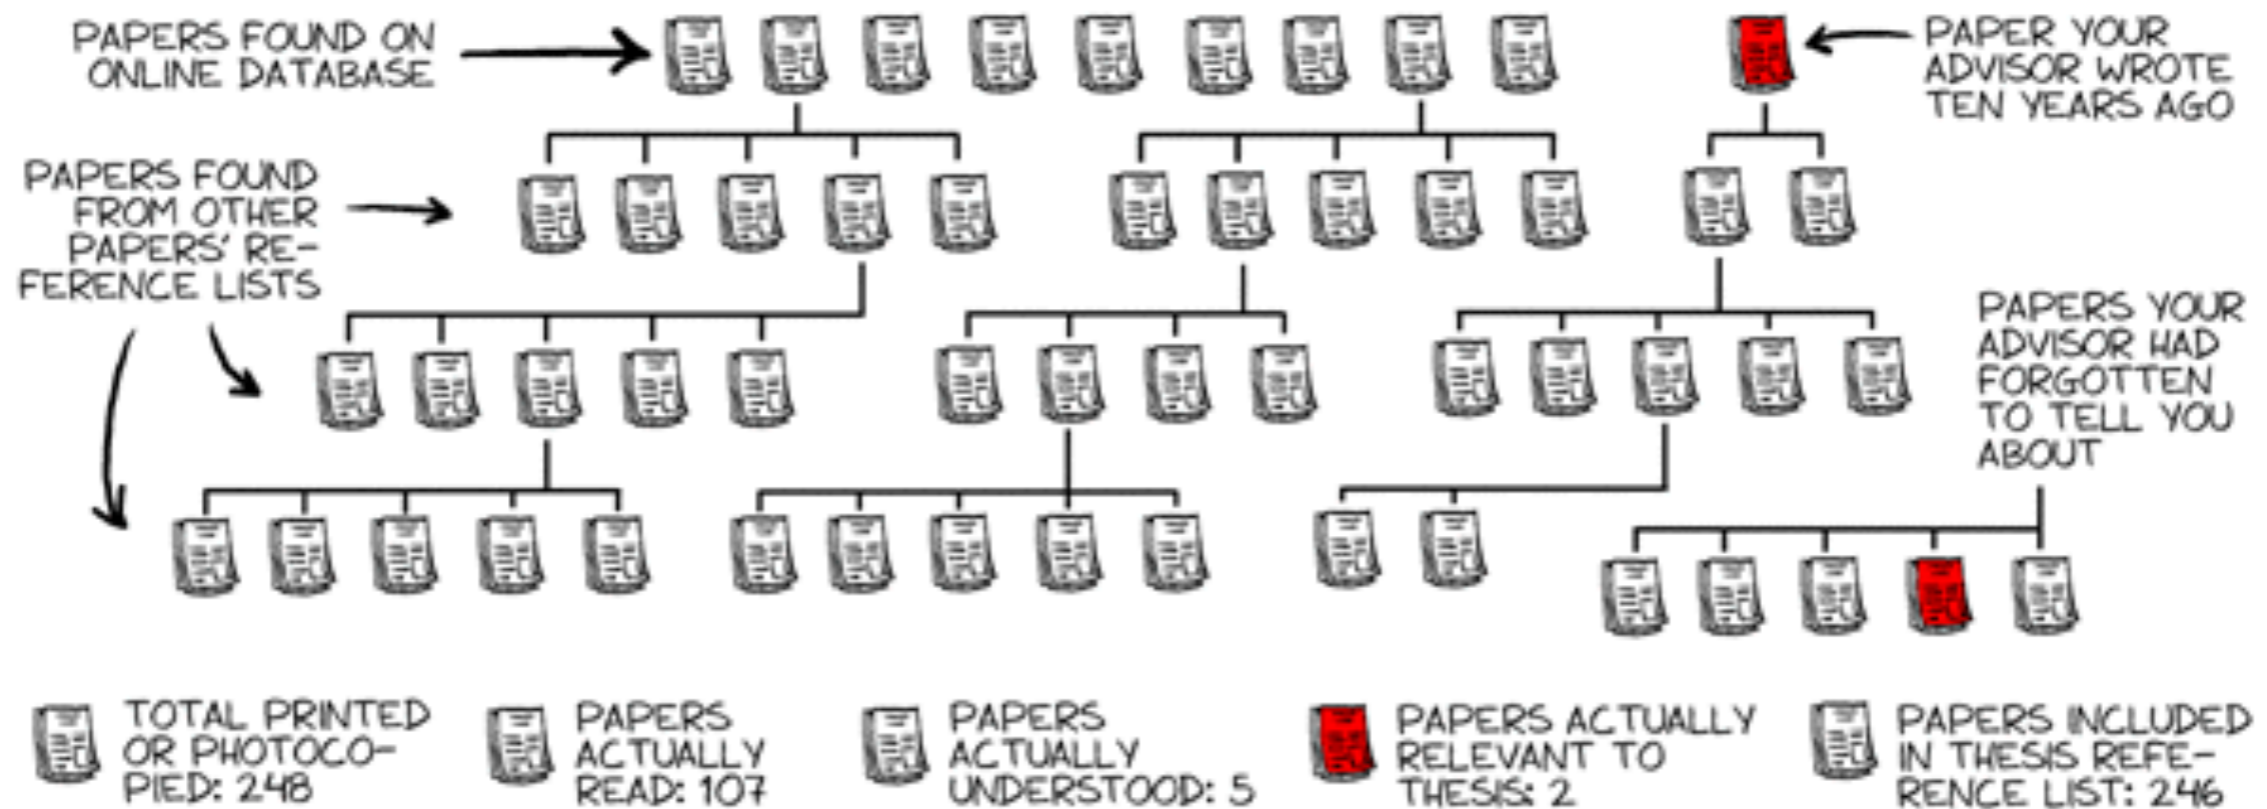 PAPERS FOUND ON
ONLINE DATABASE
PAPER YOUR
ADVISOR WROTE
TEN YEARS AGO
PAPERS FOUND
FROM OTHER
PAPERS' RE-
FERENCE LISTS
PAPERS YOUR
ADVISOR HAD
FORGOTTEN
TO TELL YOU
ABOUT
TOTAL PRINTED
OR PHOTOCO-
PIED: 248
PAPERS
ACTUALLY
READ: 107
PAPERS
ACTUALLY
UNDERSTOOD: 5
PAPERS ACTUALLY
RELEVANT TO
THESIS: 2
PAPERS INCLUDED
IN THESIS REFE-
RENCE LIST: 246